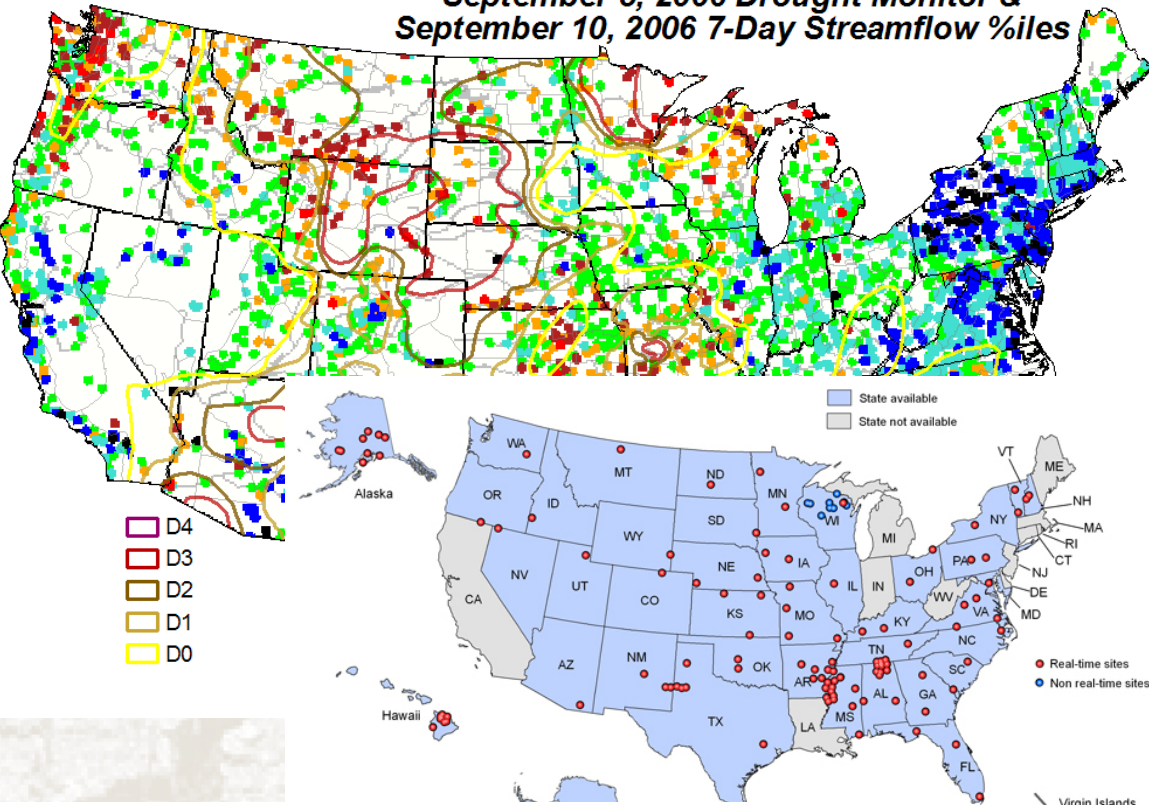 September 10, 2006 7-Day Streamflow %iles
D4
D3
D2
D1
D0
State available
State not available
Alaska
Hawaii
WA
MT
ND
MN
VT
ME
NH
MA
RI
CT
NJ
DE
MD
OR
ID
WY
SD
WI
MI
NY
NV
UT
CO
NE
IA
IL
IN
OH
PA
WV
VA
CA
KS
MO
KY
NC
TN
SC
AZ
NM
OK
AR
MS
AL
GA
TX
LA
FL
Real-time sites
Non real-time sites
Virgin Islands